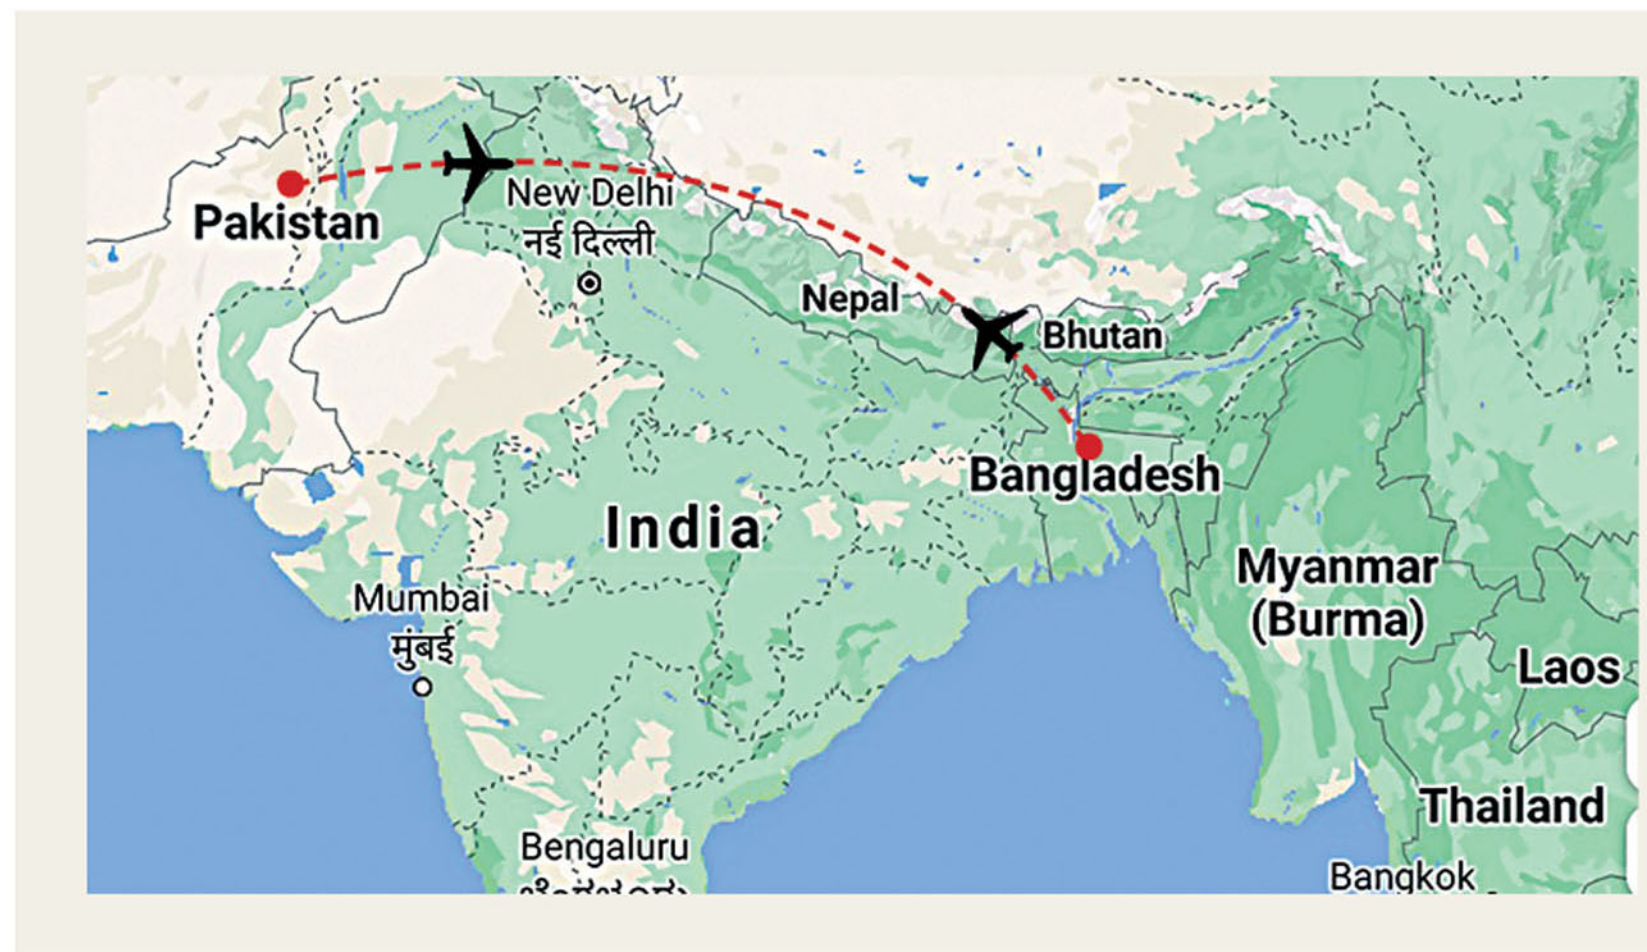 New Delhi
Pakistan
नई दिल्ली
Nepal
Bhutan
Bangladesh
India
Myanmar
(Burma)
Mumbai
मुंबई
Laos
Thailand
Bengaluru
Bangkok